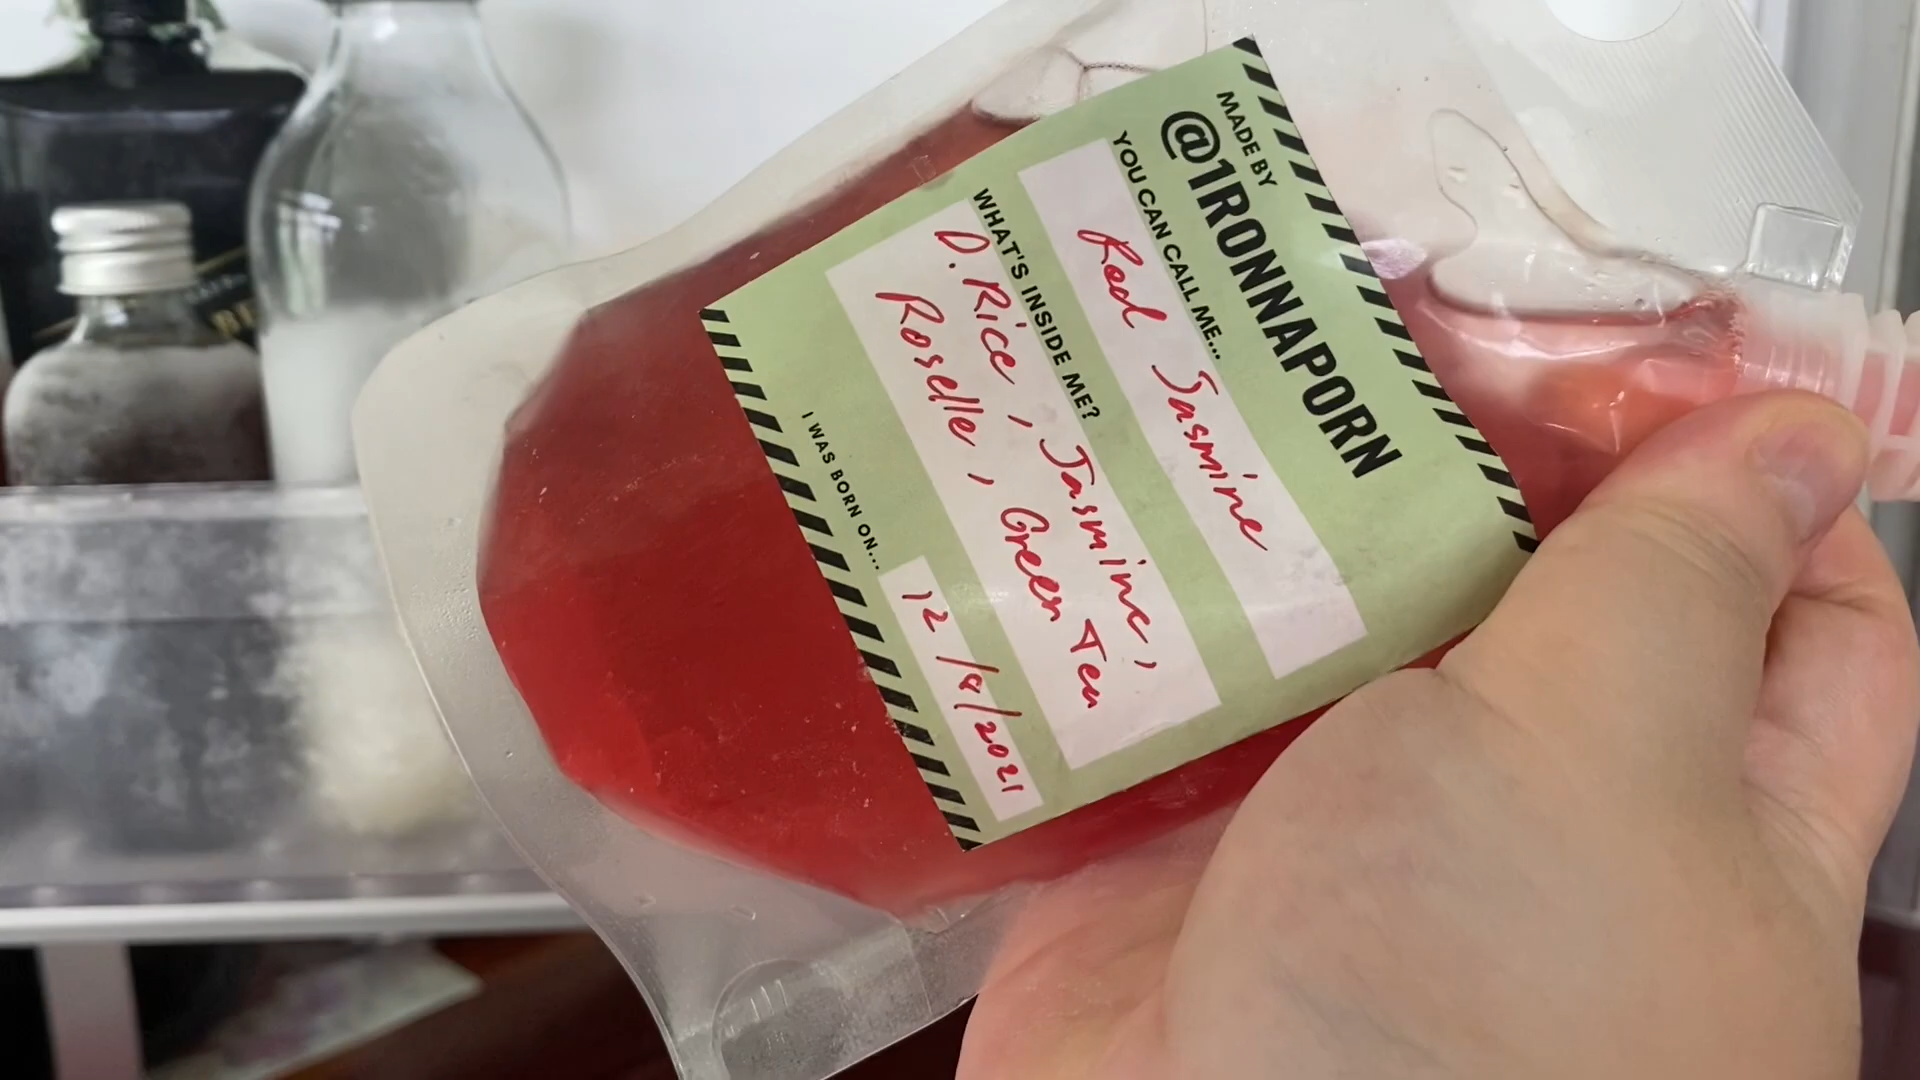 MADE BY
@1RONNAPORN
YOU CAN CALL ME...
Red Jasmine
WHAT'S INSIDE ME?
D. Rice, Jasmine,
Roselle, Green Tea
I WAS BORN ON...
12/8/2021